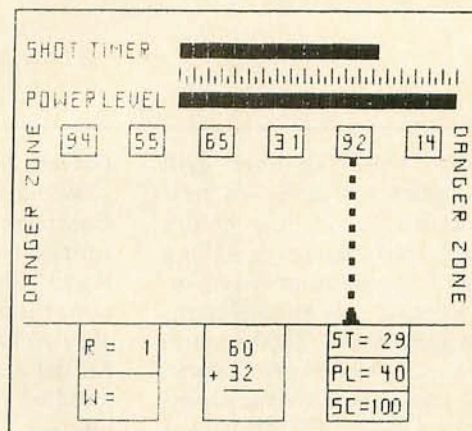 SHOT TIMER
POWER LEVEL
DANGER ZONE
94 55 65 31 92 14
DANGER ZONE
R = 1
W =
60
+ 32
ST= 29
PL= 40
SC=100